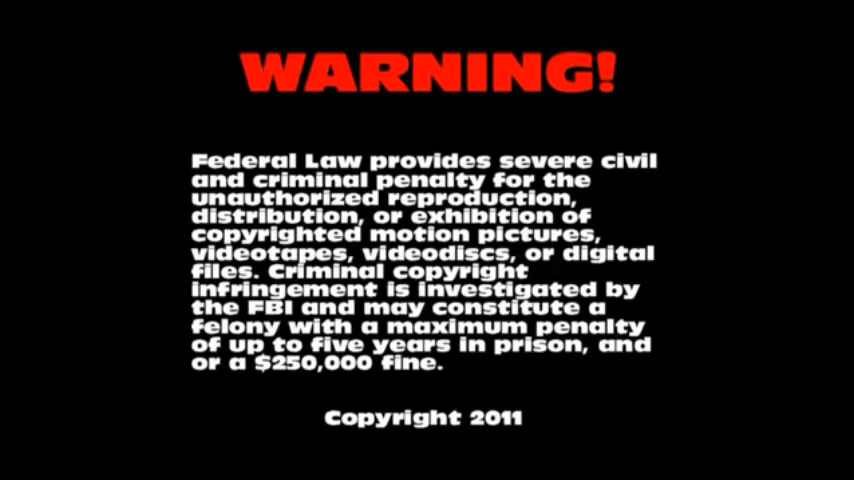 WARNING!
Federal Law provides severe civil
and criminal penalty for the
unauthorized reproduction,
distribution, or exhibition of
copyrighted motion pictures,
videotapes, videodiscs, or digital
files. Criminal copyright
infringement is investigated by
the FBI and may constitute a
felony with a maximum penalty
of up to five years in prison, and
or a $250,000 fine.
Copyright 2011